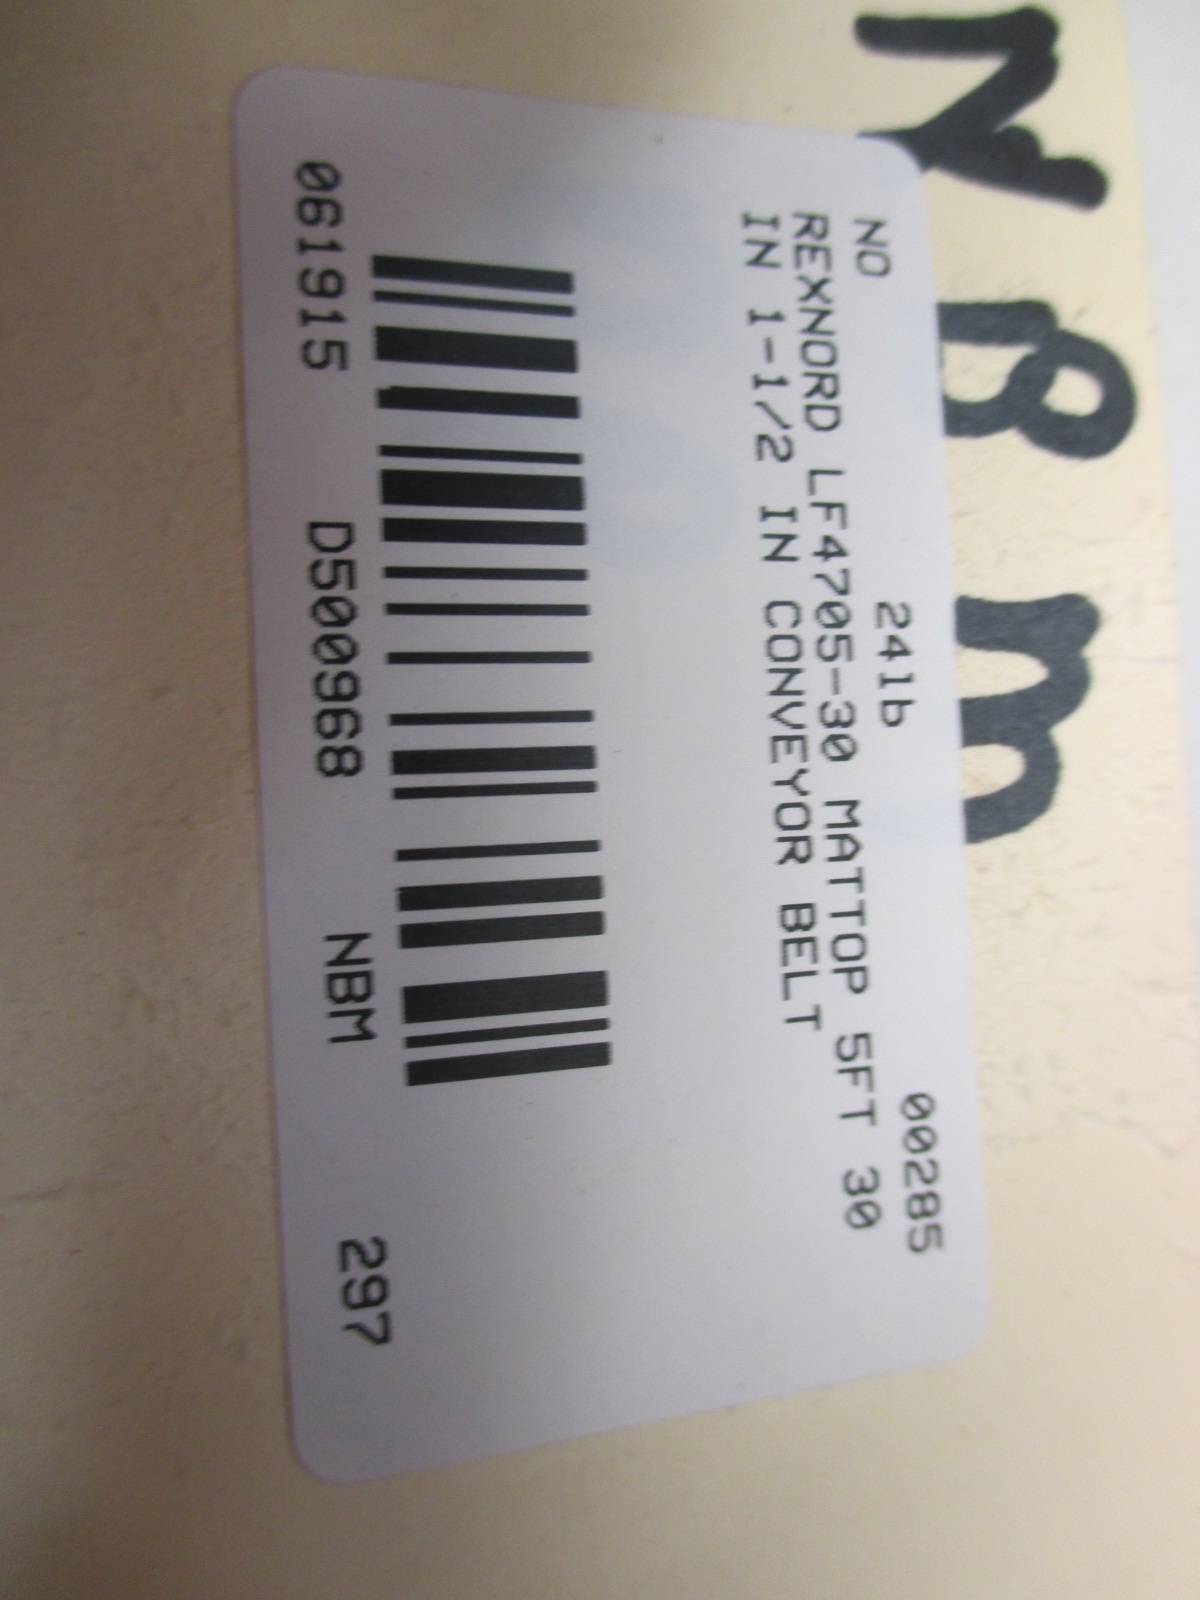 NBM
NO 24lb 00285
REXNORD LF4705-30 MATTOP 5FT 30
IN 1-1/2 IN CONVEYOR BELT
061915 D500968 NBM 297